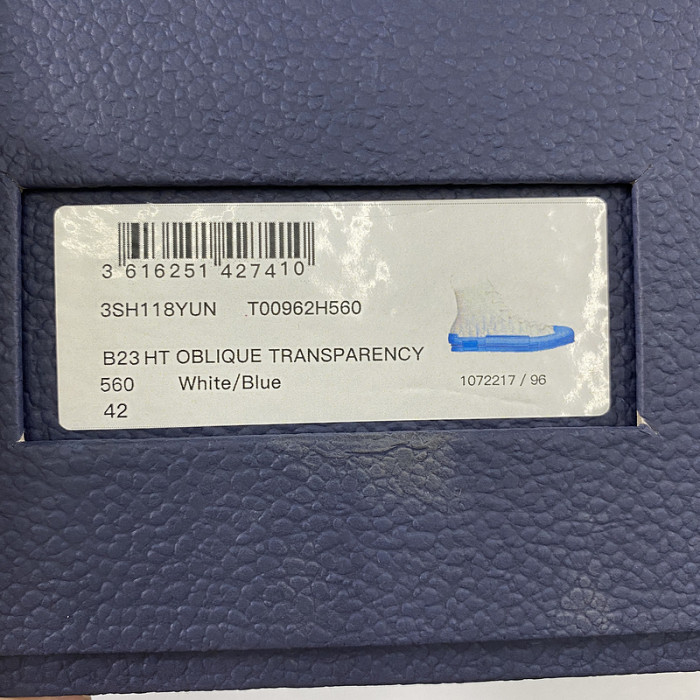 3 616251 427410
3SH118YUN .T00962H560
B23 HT OBLIQUE TRANSPARENCY
560 White/Blue
42
1072217 / 96